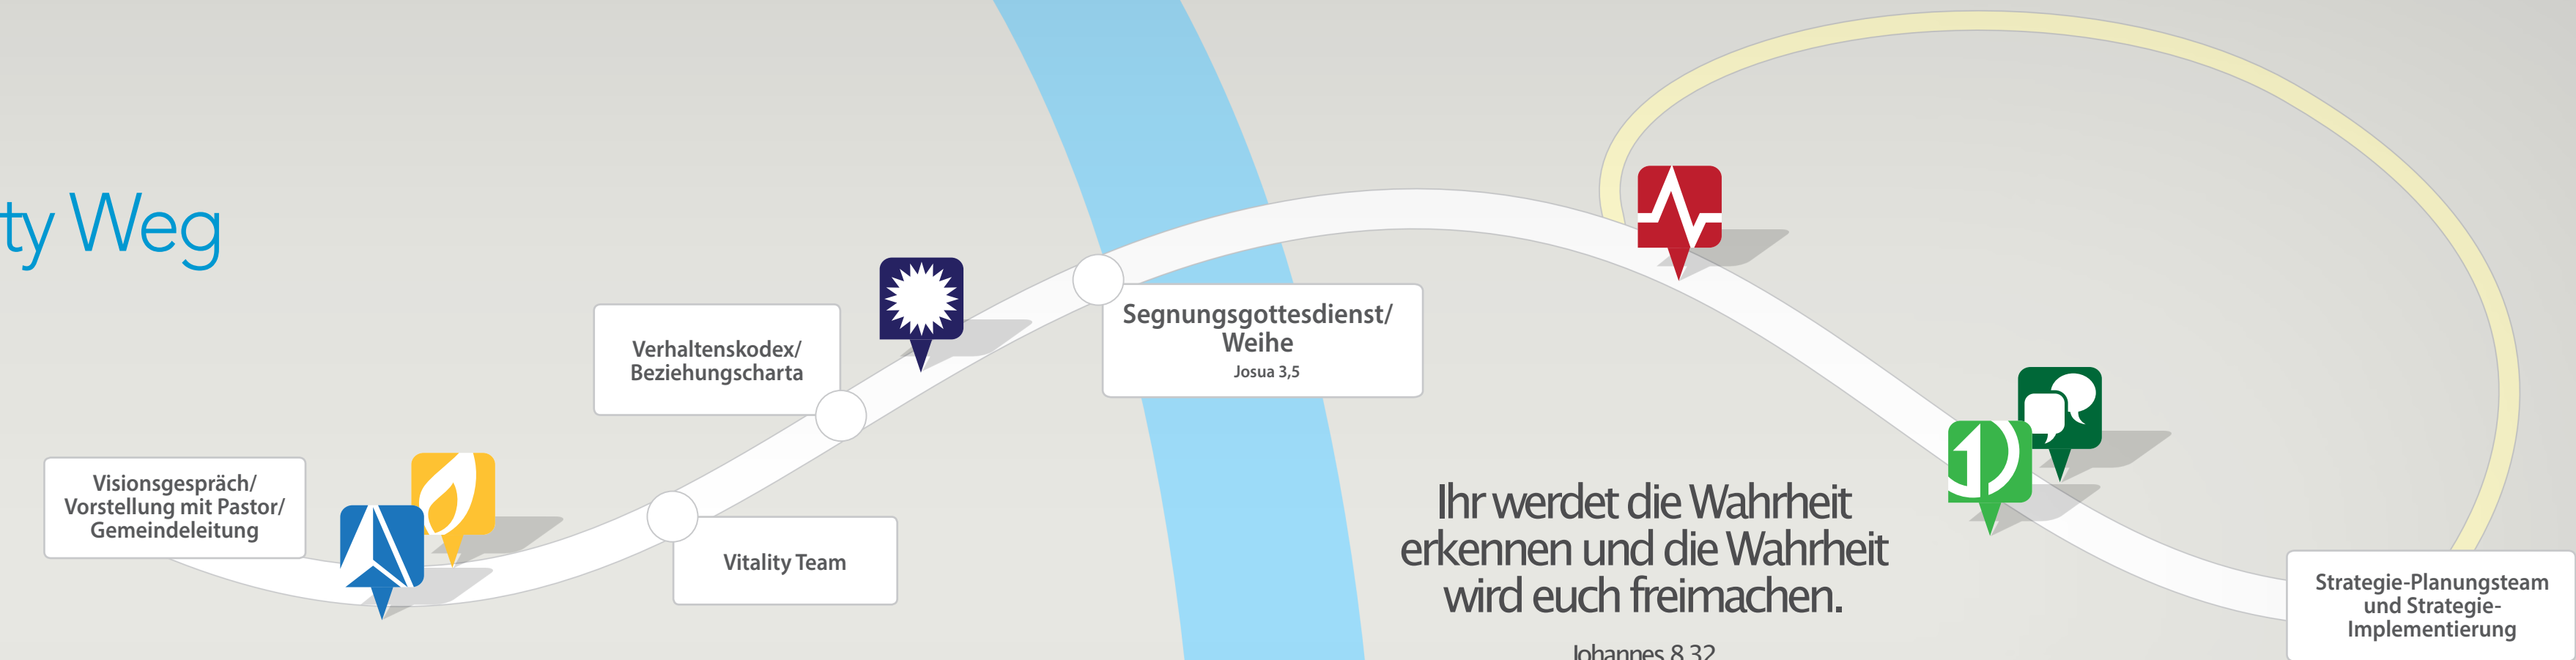 ty Weg
Visionsgespräch/
Vorstellung mit Pastor/
Gemeindeleitung
Verhaltenskodex/
Beziehungscharta
Vitality Team
Segnungsgottesdienst/
Weihe
Josua 3,5
Ihr werdet die Wahrheit
erkennen und die Wahrheit
wird euch freimachen.
Johannes 8,32
Strategie-Planungsteam
und Strategie-
Implementierung